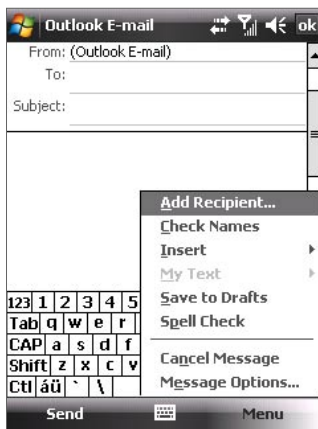 Outlook E-mail ok
From: (Outlook E-mail)
To:
Subject:
Add Recipient...
Check Names
Insert
My Text
Save to Drafts
Spell Check
Cancel Message
Message Options...
123 1 2 3 4 5
Tab q w e r
CAP a s d f
Shift z x c v
Ctl áü ` \
Send Menu